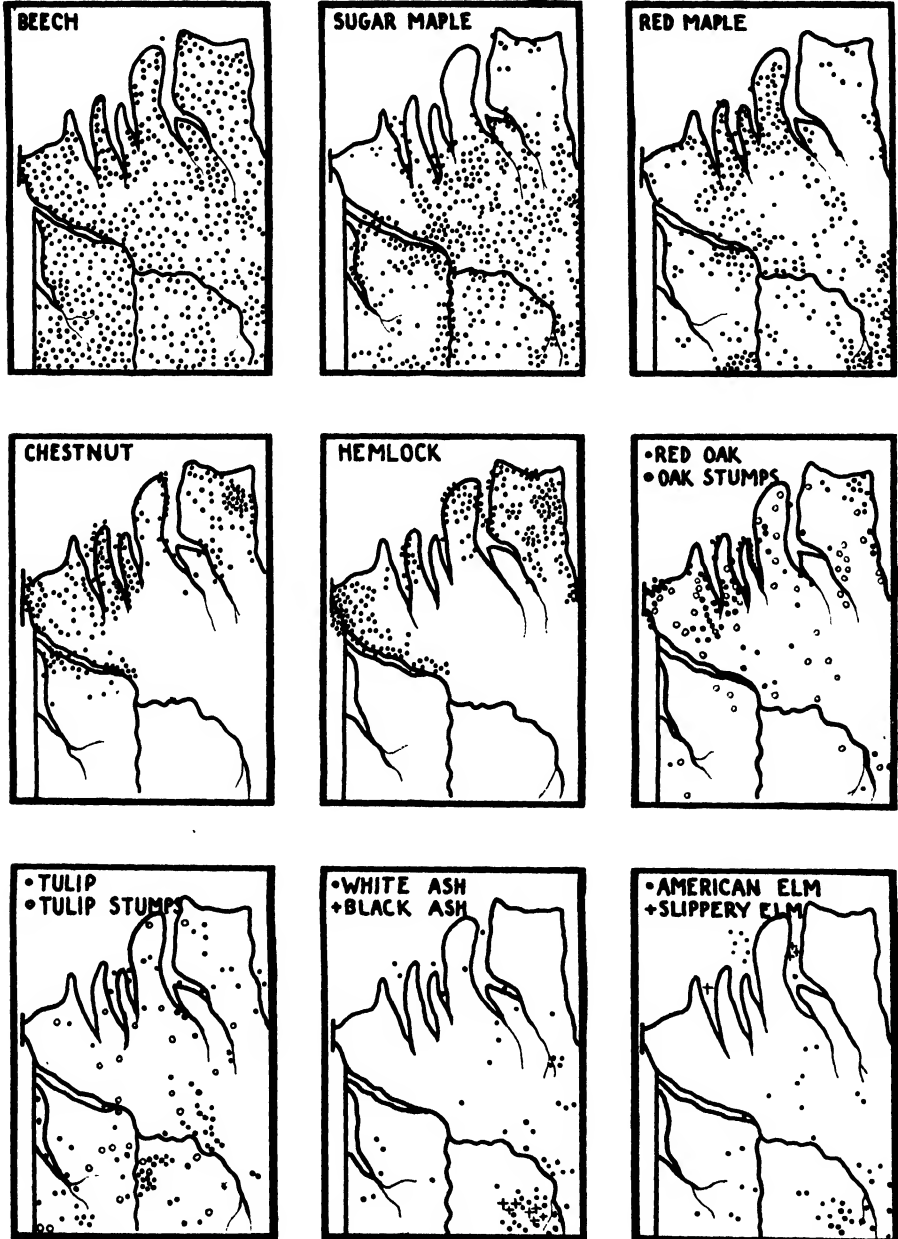 BEECH
SUGAR MAPLE
RED MAPLE
CHESTNUT
HEMLOCK
•RED OAK
•OAK STUMPS
•TULIP
°TULIP STUMPS
•WHITE ASH
+BLACK ASH
•AMERICAN ELM
+SLIPPERY ELM